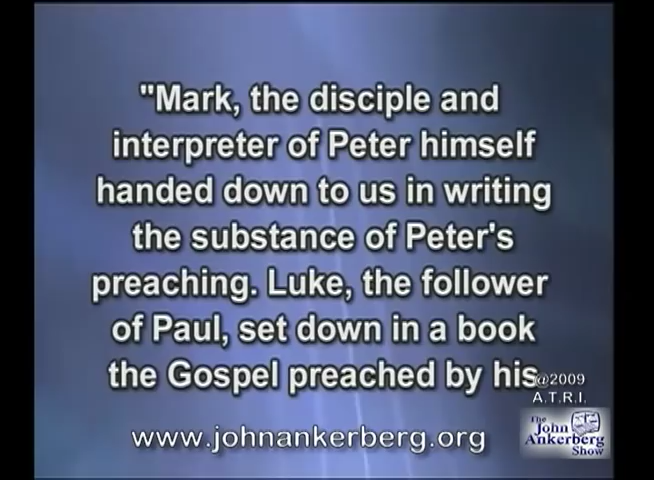 "Mark, the disciple and
interpreter of Peter himself
handed down to us in writing
the substance of Peter's
preaching. Luke, the follower
of Paul, set down in a book
the Gospel preached by his
@2009
A.T.R.I.
www.johnankerberg.org
The
John
Ankerberg
Show